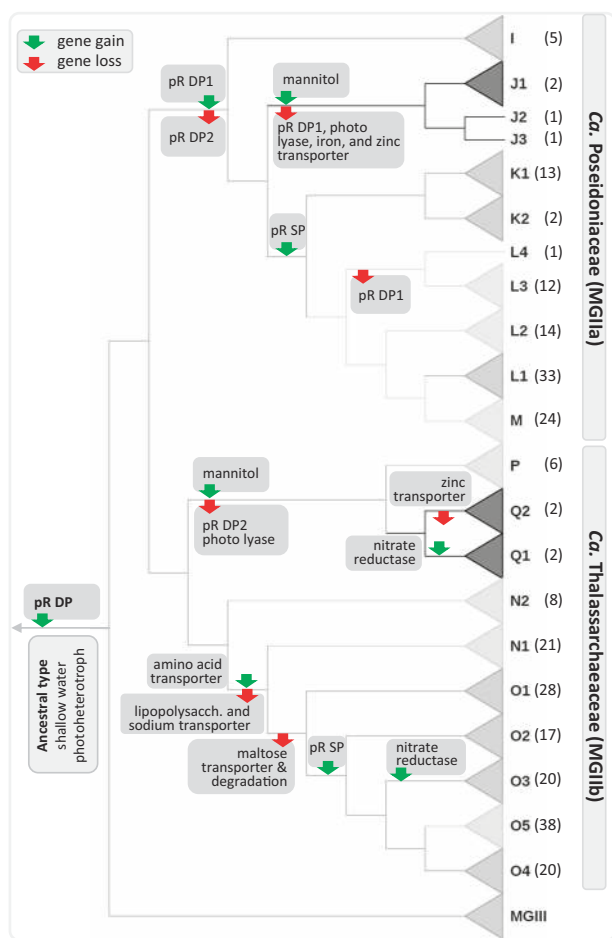 gene gain
gene loss
I (5)
pR DP1
pR DP2
mannitol
pR DP1, photo
lyase, iron, and zinc
transporter
J1 (2)
J2 (1)
J3 (1)
K1 (13)
K2 (2)
pR SP
L4 (1)
pR DP1
L3 (12)
L2 (14)
L1 (33)
M (24)
Ca. Poseidoniaceae (MGIIa)
mannitol
pR DP2
photo lyase
P (6)
zinc
transporter
Q2 (2)
nitrate
reductase
Q1 (2)
pR DP
Ancestral type
shallow water
photoheterotroph
N2 (8)
N1 (21)
amino acid
transporter
lipopolysacch. and
sodium transporter
O1 (28)
maltose
transporter &
degradation
pR SP
O2 (17)
nitrate
reductase
O3 (20)
O5 (38)
O4 (20)
Ca. Thalassarchaeaceae (MGIIb)
MGIII